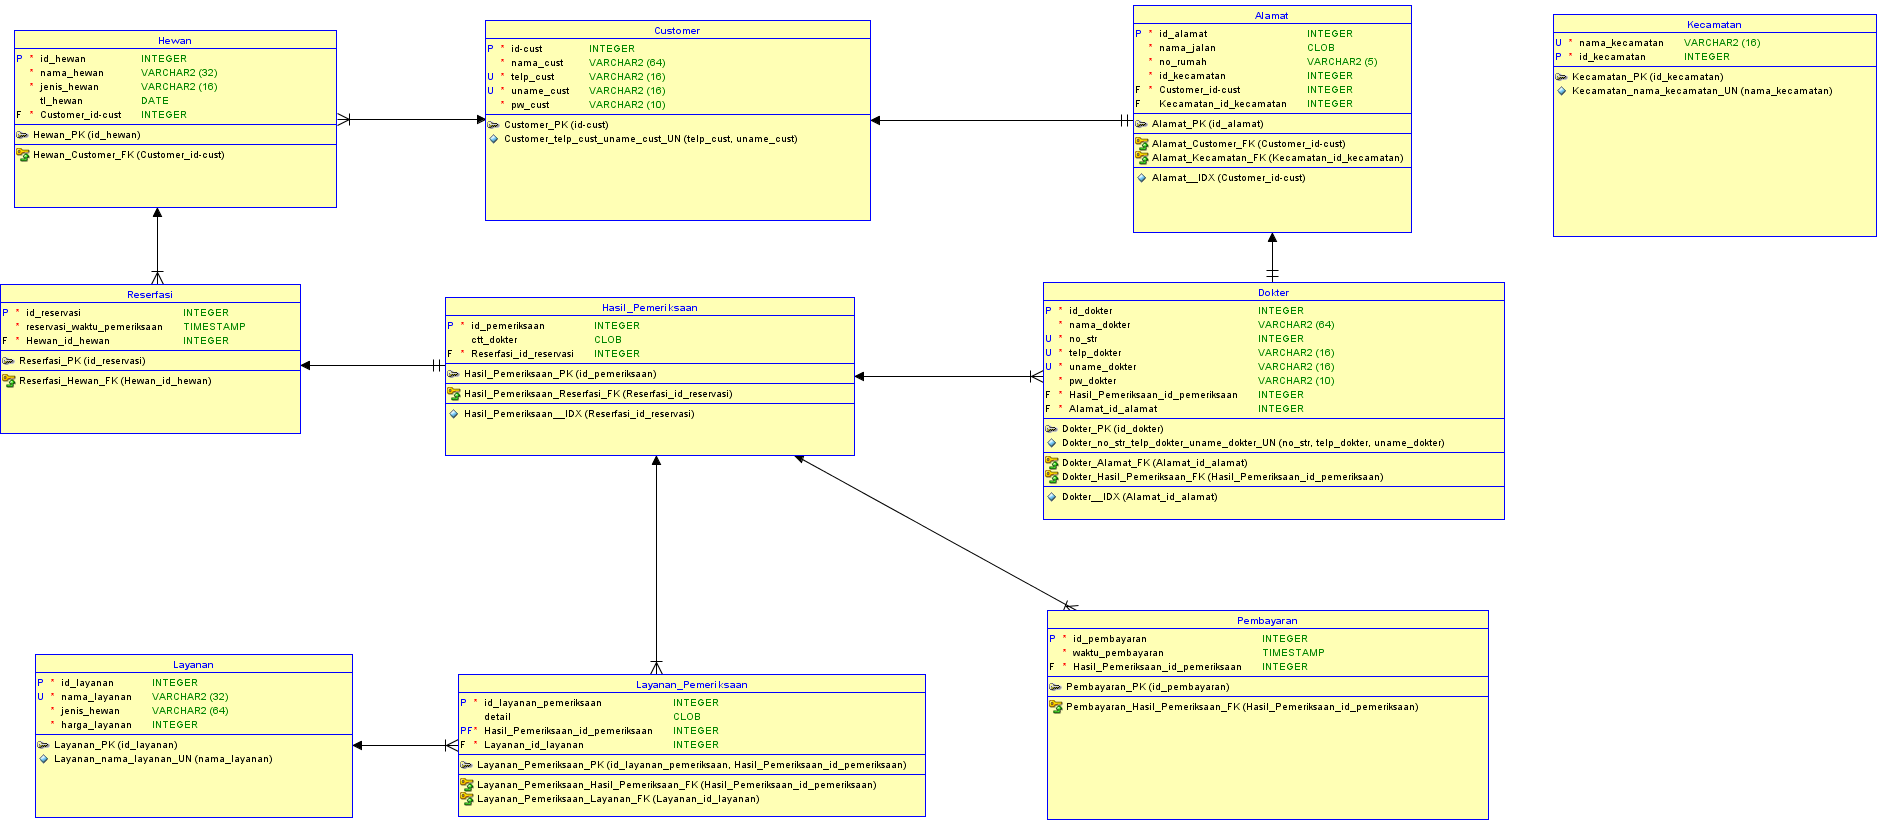 Hewan
P * id_hewan INTEGER
* nama_hewan VARCHAR2 (32)
* jenis_hewan VARCHAR2 (16)
tl_hewan DATE
F * Customer_id-cust INTEGER
Hewan_PK (id_hewan)
Hewan_Customer_FK (Customer_id-cust)
Customer
P * id-cust INTEGER
* nama_cust VARCHAR2 (64)
U * telp_cust VARCHAR2 (16)
U * uname_cust VARCHAR2 (16)
* pw_cust VARCHAR2 (10)
Customer_PK (id-cust)
Customer_telp_cust_uname_cust_UN (telp_cust, uname_cust)
Alamat
P * id_alamat INTEGER
* nama_jalan CLOB
* no_rumah VARCHAR2 (5)
* id_kecamatan INTEGER
F * Customer_id-cust INTEGER
F Kecamatan_id_kecamatan INTEGER
Alamat_PK (id_alamat)
Alamat_Customer_FK (Customer_id-cust)
Alamat_Kecamatan_FK (Kecamatan_id_kecamatan)
Alamat__IDX (Customer_id-cust)
Kecamatan
U * nama_kecamatan VARCHAR2 (16)
P * id_kecamatan INTEGER
Kecamatan_PK (id_kecamatan)
Kecamatan_nama_kecamatan_UN (nama_kecamatan)
Reserfasi
P * id_reservasi INTEGER
* reservasi_waktu_pemeriksaan TIMESTAMP
F * Hewan_id_hewan INTEGER
Reserfasi_PK (id_reservasi)
Reserfasi_Hewan_FK (Hewan_id_hewan)
Hasil_Pemeriksaan
P * id_pemeriksaan INTEGER
ctt_dokter CLOB
F * Reserfasi_id_reservasi INTEGER
Hasil_Pemeriksaan_PK (id_pemeriksaan)
Hasil_Pemeriksaan_Reserfasi_FK (Reserfasi_id_reservasi)
Hasil_Pemeriksaan__IDX (Reserfasi_id_reservasi)
Dokter
P * id_dokter INTEGER
* nama_dokter VARCHAR2 (64)
U * no_str INTEGER
U * telp_dokter VARCHAR2 (16)
U * uname_dokter VARCHAR2 (16)
* pw_dokter VARCHAR2 (10)
F * Hasil_Pemeriksaan_id_pemeriksaan INTEGER
F * Alamat_id_alamat INTEGER
Dokter_PK (id_dokter)
Dokter_no_str_telp_dokter_uname_dokter_UN (no_str, telp_dokter, uname_dokter)
Dokter_Alamat_FK (Alamat_id_alamat)
Dokter_Hasil_Pemeriksaan_FK (Hasil_Pemeriksaan_id_pemeriksaan)
Dokter__IDX (Alamat_id_alamat)
Layanan
P * id_layanan INTEGER
U * nama_layanan VARCHAR2 (32)
* jenis_hewan VARCHAR2 (64)
* harga_layanan INTEGER
Layanan_PK (id_layanan)
Layanan_nama_layanan_UN (nama_layanan)
Layanan_Pemeriksaan
P * id_layanan_pemeriksaan INTEGER
detail CLOB
PF* Hasil_Pemeriksaan_id_pemeriksaan INTEGER
F * Layanan_id_layanan INTEGER
Layanan_Pemeriksaan_PK (id_layanan_pemeriksaan, Hasil_Pemeriksaan_id_pemeriksaan)
Layanan_Pemeriksaan_Hasil_Pemeriksaan_FK (Hasil_Pemeriksaan_id_pemeriksaan)
Layanan_Pemeriksaan_Layanan_FK (Layanan_id_layanan)
Pembayaran
P * id_pembayaran INTEGER
* waktu_pembayaran TIMESTAMP
F * Hasil_Pemeriksaan_id_pemeriksaan INTEGER
Pembayaran_PK (id_pembayaran)
Pembayaran_Hasil_Pemeriksaan_FK (Hasil_Pemeriksaan_id_pemeriksaan)